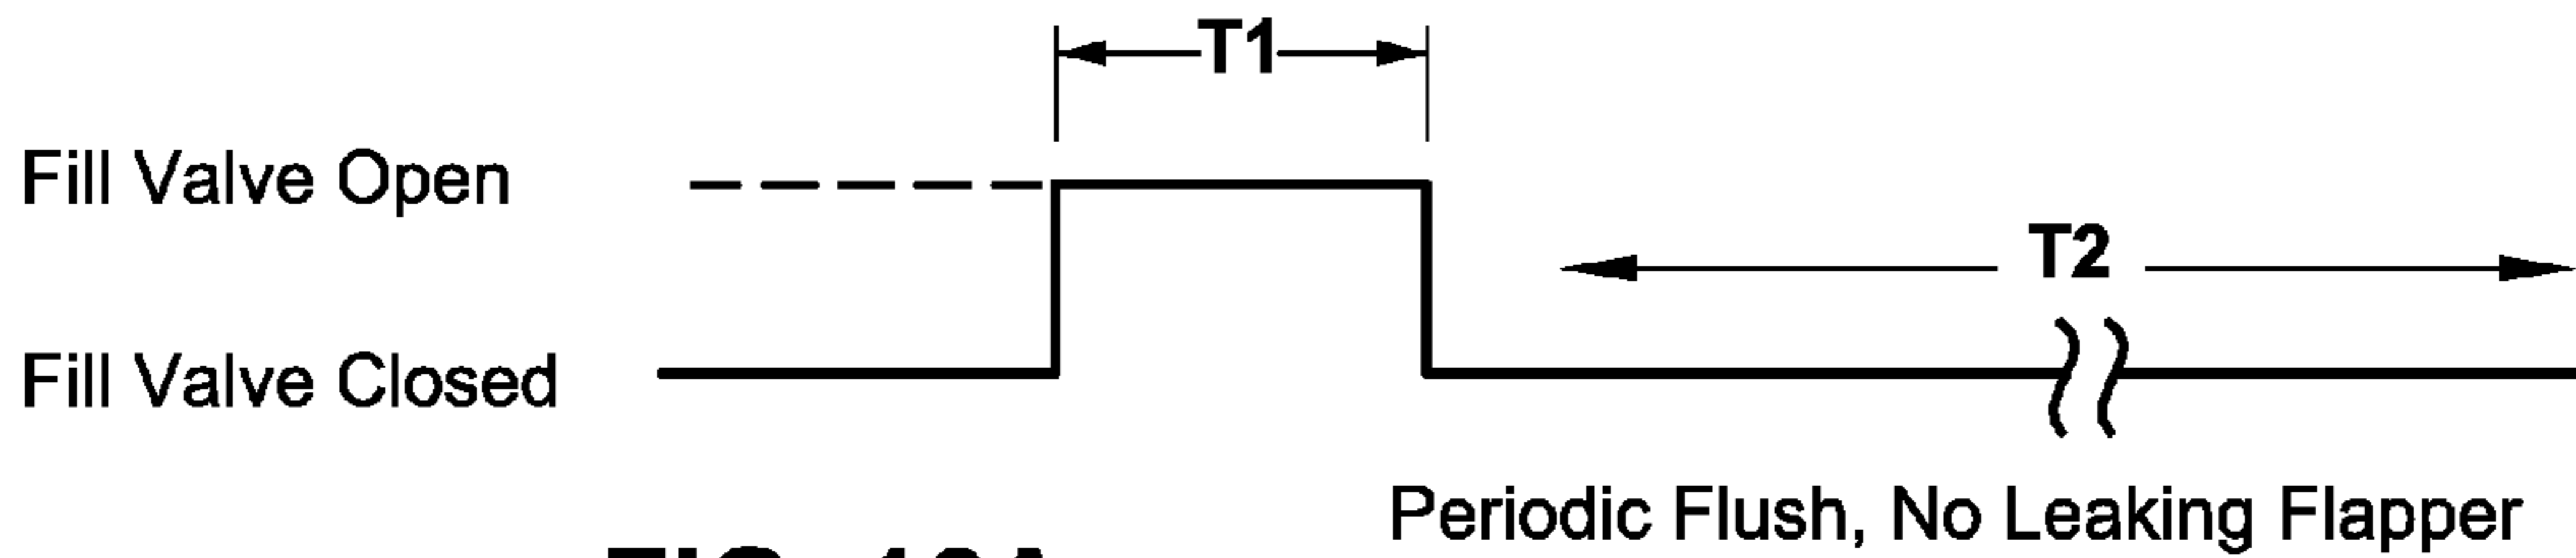 T1
Fill Valve Open
T2
Fill Valve Closed
Periodic Flush, No Leaking Flapper